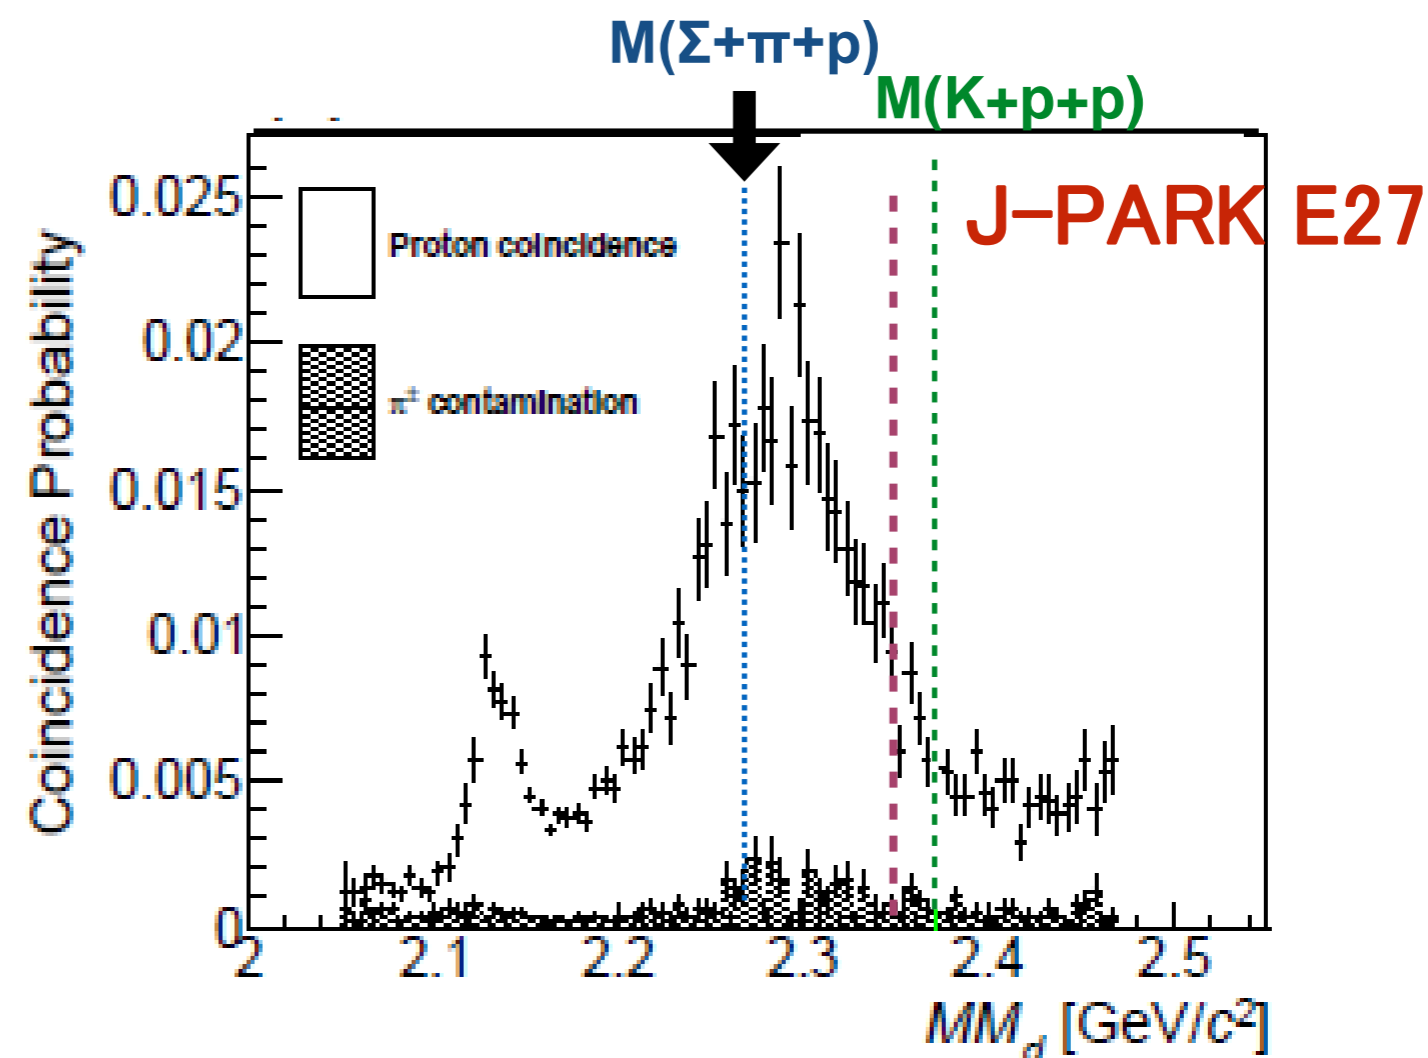 M(Σ+π+p)
M(K+p+p)
J-PARK E27
Proton coincidence
π± contamination
Coincidence Probability
0.025
0.02
0.015
0.01
0.005
0
2
2.1
2.2
2.3
2.4
2.5
MM_d [GeV/c²]